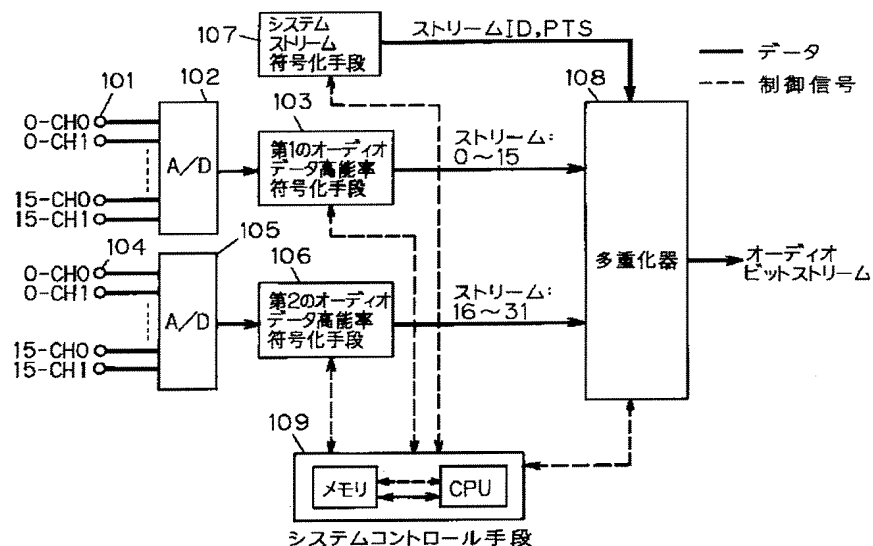 107
システム
ストリーム
符号化手段
ストリームID,PTS
データ
制御信号
108
101
102
103
0-CH0
0-CH1
15-CH0
15-CH1
A/D
第1のオーディオ
データ高能率
符号化手段
ストリーム:
0〜15
多重化器
オーディオ
ビットストリーム
104
105
106
0-CH0
0-CH1
15-CH0
15-CH1
A/D
第2のオーディオ
データ高能率
符号化手段
ストリーム:
16〜31
109
メモリ
CPU
システムコントロール手段